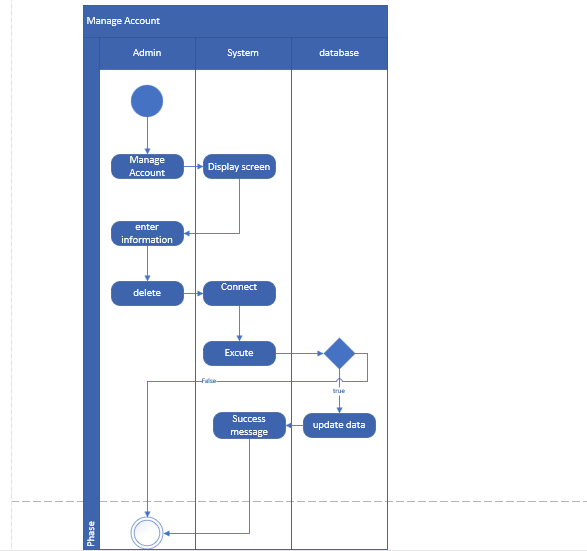 Manage Account
Admin
System
database
Manage
Account
Display screen
enter
information
delete
Connect
Excute
False
true
Success
message
update data
Phase